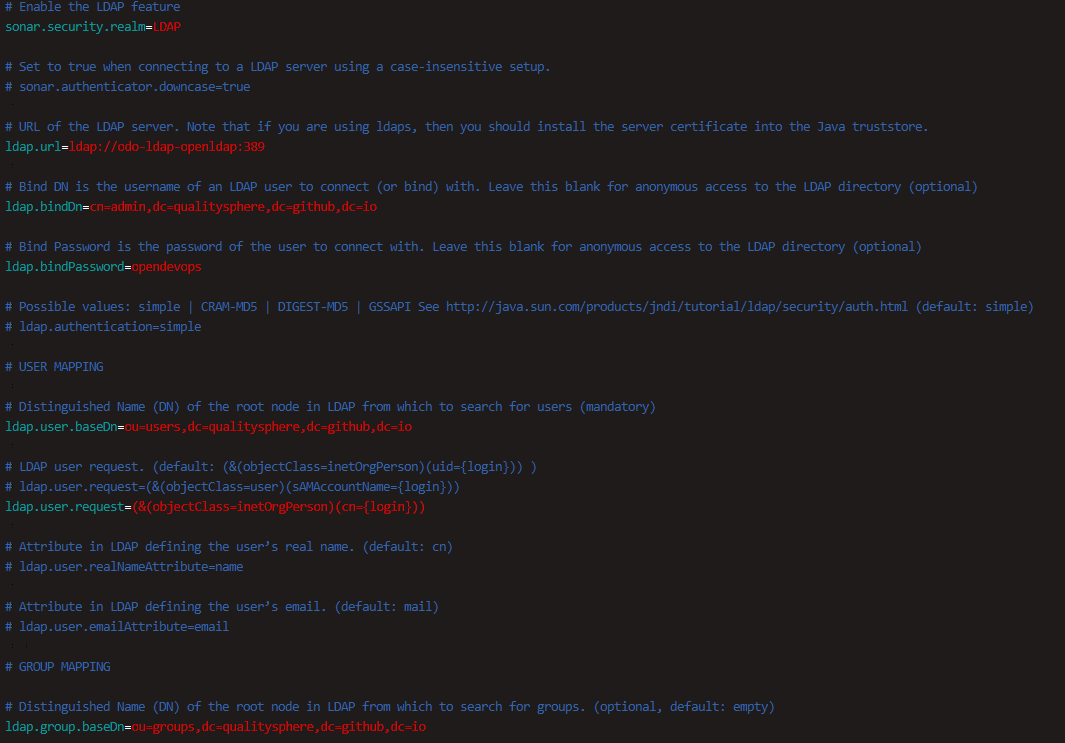 # Enable the LDAP feature
sonar.security.realm=LDAP
# Set to true when connecting to a LDAP server using a case-insensitive setup.
# sonar.authenticator.downcase=true
# URL of the LDAP server. Note that if you are using ldaps, then you should install the server certificate into the Java truststore.
ldap.url=ldap://odo-ldap-openldap:389
# Bind DN is the username of an LDAP user to connect (or bind) with. Leave this blank for anonymous access to the LDAP directory (optional)
ldap.bindDn=cn=admin,dc=qualitysphere,dc=github,dc=io
# Bind Password is the password of the user to connect with. Leave this blank for anonymous access to the LDAP directory (optional)
ldap.bindPassword=opendevops
# Possible values: simple | CRAM-MD5 | DIGEST-MD5 | GSSAPI See http://java.sun.com/products/jndi/tutorial/ldap/security/auth.html (default: simple)
# ldap.authentication=simple
# USER MAPPING
# Distinguished Name (DN) of the root node in LDAP from which to search for users (mandatory)
ldap.user.baseDn=ou=users,dc=qualitysphere,dc=github,dc=io
# LDAP user request. (default: (&(objectClass=inetOrgPerson)(uid={login})) )
# ldap.user.request=(&(objectClass=user)(sAMAccountName={login}))
ldap.user.request=(&(objectClass=inetOrgPerson)(cn={login}))
# Attribute in LDAP defining the user’s real name. (default: cn)
# ldap.user.realNameAttribute=name
# Attribute in LDAP defining the user’s email. (default: mail)
# ldap.user.emailAttribute=email
# GROUP MAPPING
# Distinguished Name (DN) of the root node in LDAP from which to search for groups. (optional, default: empty)
ldap.group.baseDn=ou=groups,dc=qualitysphere,dc=github,dc=io